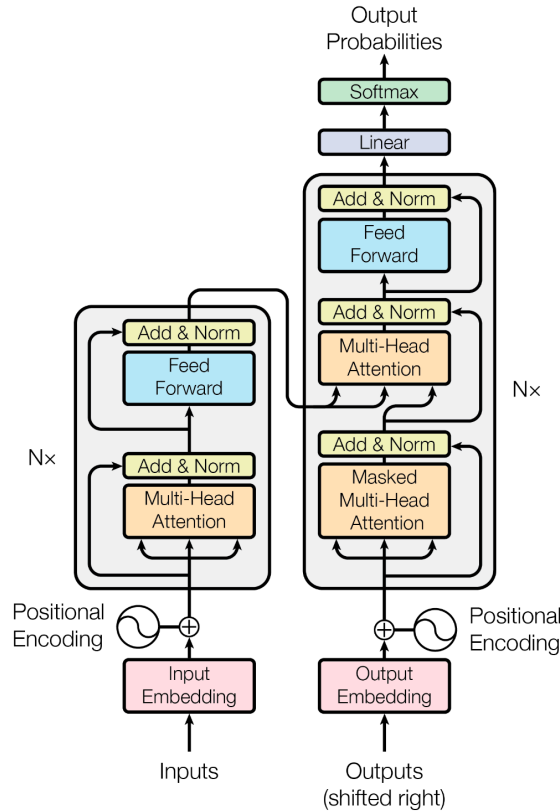 Output
Probabilities
Softmax
Linear
Add & Norm
Feed
Forward
Add & Norm
Multi-Head
Attention
Add & Norm
Masked
Multi-Head
Attention
N×
Add & Norm
Feed
Forward
Add & Norm
Multi-Head
Attention
N×
Positional
Encoding
Positional
Encoding
Input
Embedding
Output
Embedding
Inputs
Outputs
(shifted right)